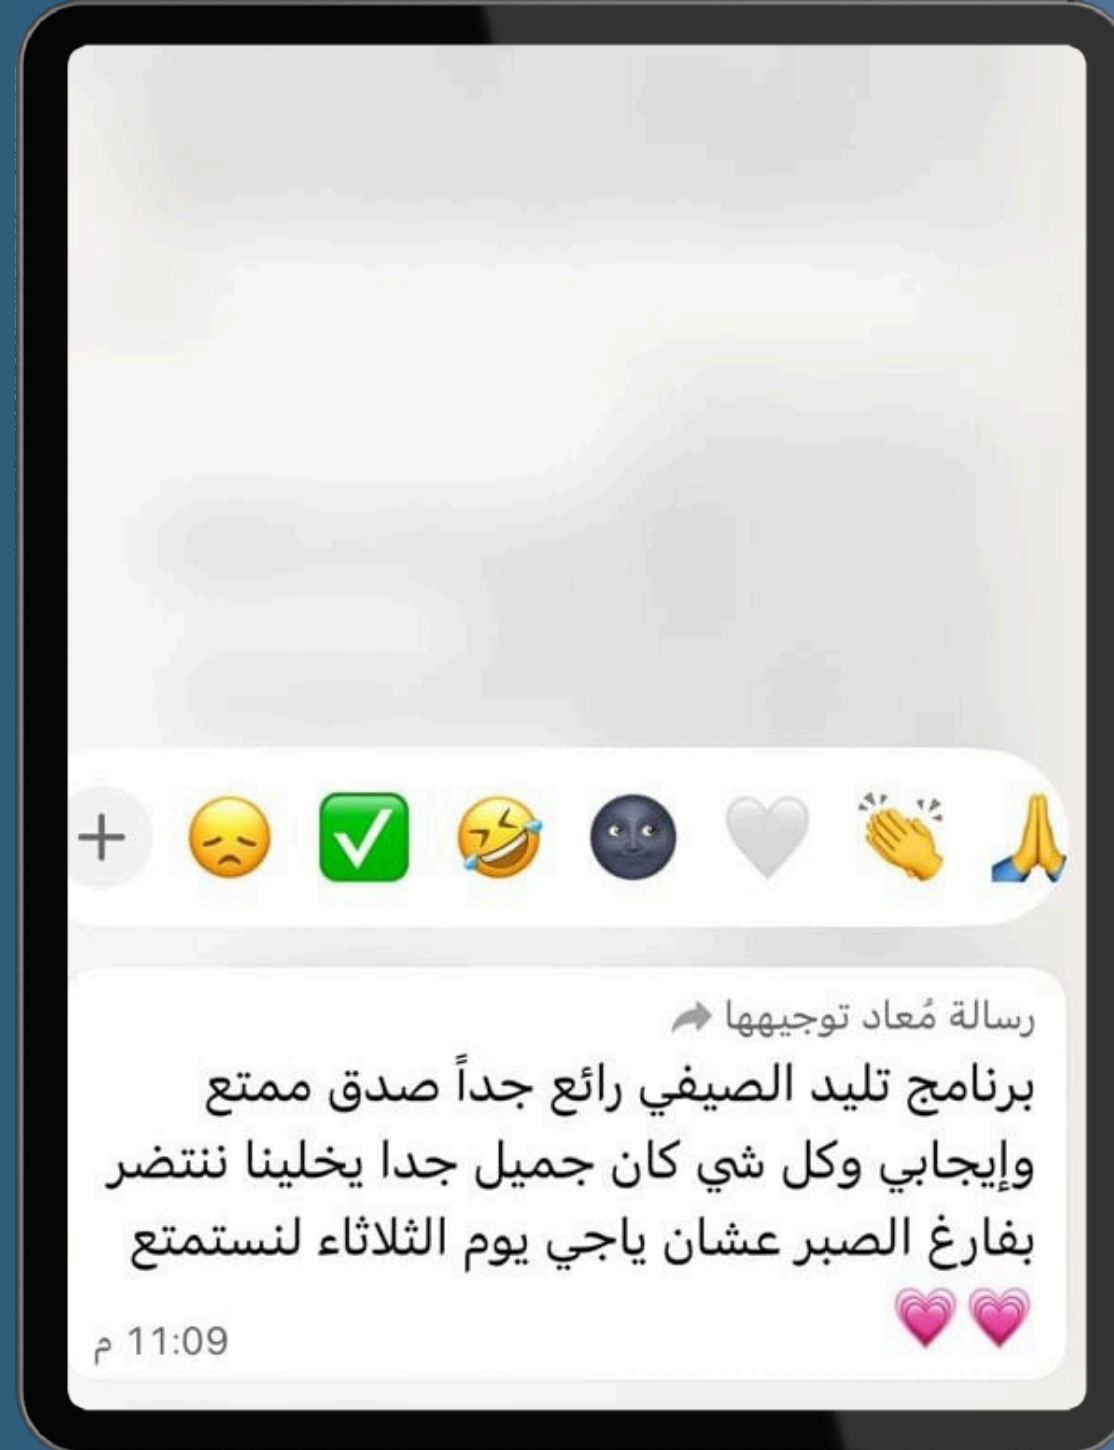 رسالة مُعاد توجيهها
برنامج تليد الصيفي رائع جداً صدق ممتع
وإيجابي وكل شي كان جميل جدا يخلينا ننتضر
بفارغ الصبر عشان ياجي يوم الثلاثاء لنستمتع
💗💗
11:09 م